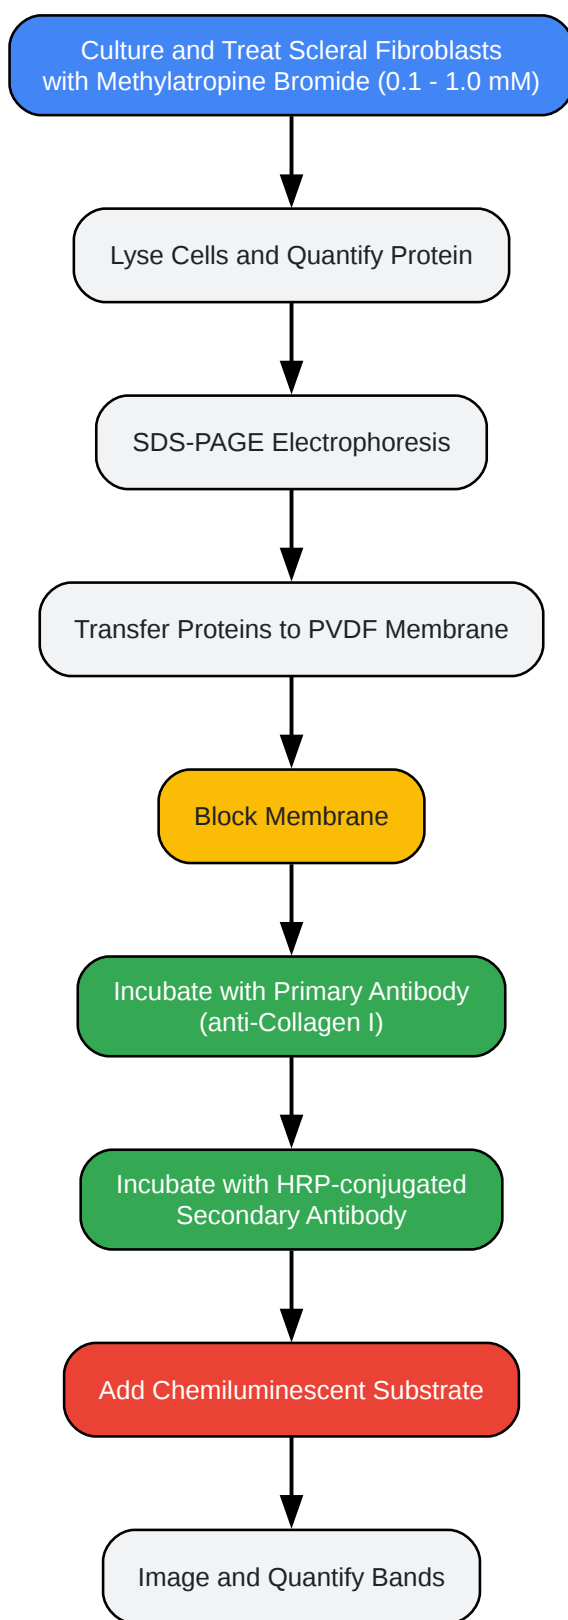 Culture and Treat Scleral Fibroblasts
with Methylatropine Bromide (0.1 - 1.0 mM)
Lyse Cells and Quantify Protein
SDS-PAGE Electrophoresis
Transfer Proteins to PVDF Membrane
Block Membrane
Incubate with Primary Antibody
(anti-Collagen I)
Incubate with HRP-conjugated
Secondary Antibody
Add Chemiluminescent Substrate
Image and Quantify Bands